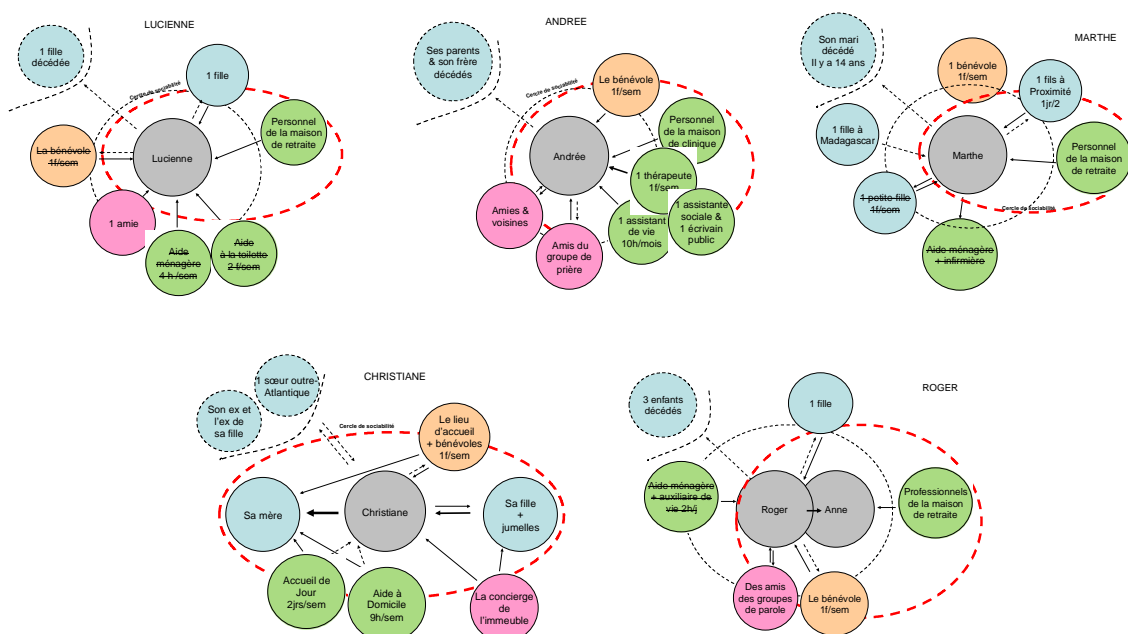 LUCIENNE
1 fille
décédée
1 fille
Cercle de sociabilité
Personnel
de la maison
de retraite
La bénévole
1f/sem
Lucienne
1 amie
Aide
ménagère
4 h /sem
Aide
à la toilette
2 f/sem
ANDREE
Ses parents
& son frère
décédés
Le bénévole
1f/sem
Cercle de sociabilité
Personnel
de la maison
de clinique
Andrée
1 thérapeute
1f/sem
Amies &
voisines
Amis du
groupe de
prière
1 assistant
de vie
10h/mois
1 assistante
sociale &
1 écrivain
public
MARTHE
Son mari
décédé
Il y a 14 ans
1 bénévole
1f/sem
1 fils à
Proximité
1jr/2
1 fille à
Madagascar
Marthe
Personnel
de la maison
de retraite
1 petite-fille
1f/sem
Cercle de sociabilité
Aide ménagère
+ infirmière
CHRISTIANE
1 sœur outre-
Atlantique
Son ex et
l'ex de
sa fille
Cercle de sociabilité
Le lieu
d'accueil
+ bénévoles
1f/sem
Sa mère
Christiane
Sa fille
+
jumelles
Accueil de
Jour
2jrs/sem
Aide à
Domicile
9h/sem
La concierge
de
l'immeuble
ROGER
3 enfants
décédés
1 fille
Aide ménagère
+ auxiliaire de
vie 2h/j
Roger
Anne
Professionnels
de la maison
de retraite
Des amis
des groupes
de parole
Le bénévole
1f/sem